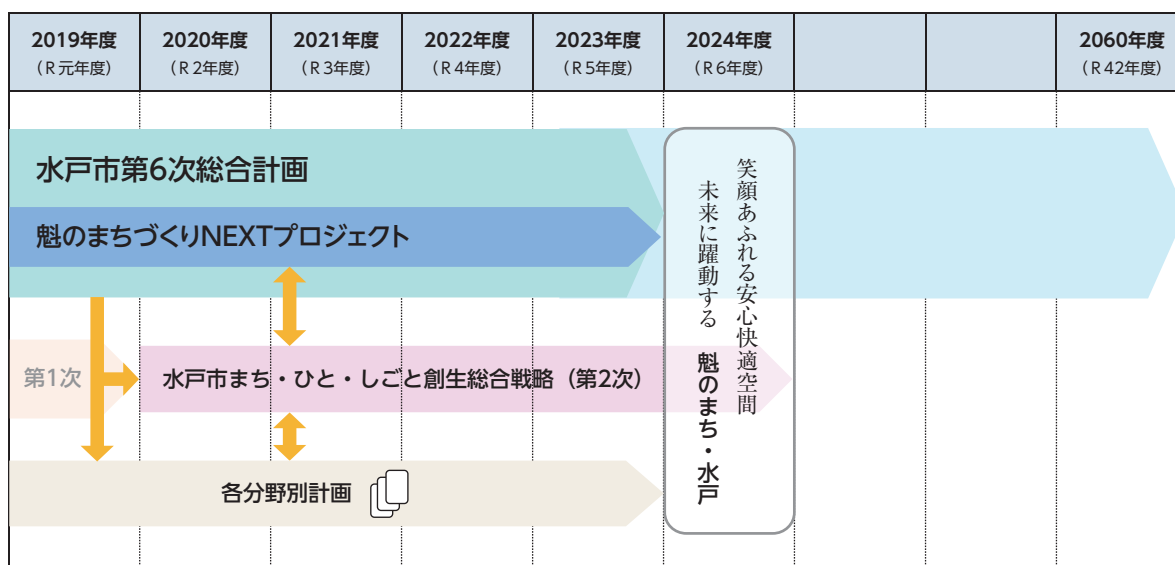 2019年度
（R元年度）
2020年度
（R2年度）
2021年度
（R3年度）
2022年度
（R4年度）
2023年度
（R5年度）
2024年度
（R6年度）
2060年度
（R42年度）
水戸市第6次総合計画
魁のまちづくりNEXTプロジェクト
笑顔あふれる安心快適空間
未来に躍動する 魁のまち・水戸
第1次
水戸市まち・ひと・しごと創生総合戦略（第2次）
各分野別計画